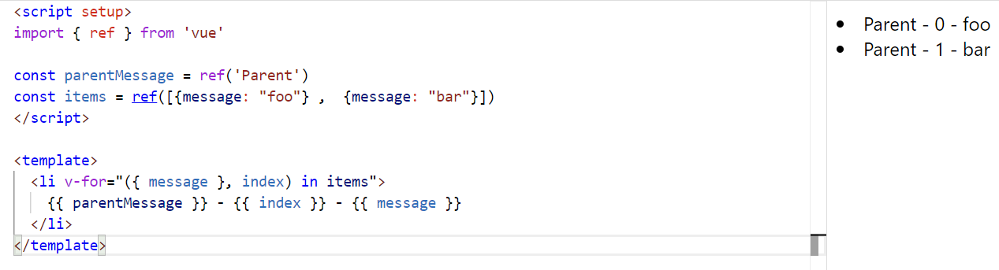 <script setup>
import { ref } from 'vue'
const parentMessage = ref('Parent')
const items = ref([{message: "foo"} ,  {message: "bar"}])
</script>
<template>
  <li v-for="({ message }, index) in items">
    {{ parentMessage }} - {{ index }} - {{ message }}
  </li>
</template>
Parent - 0 - foo
Parent - 1 - bar